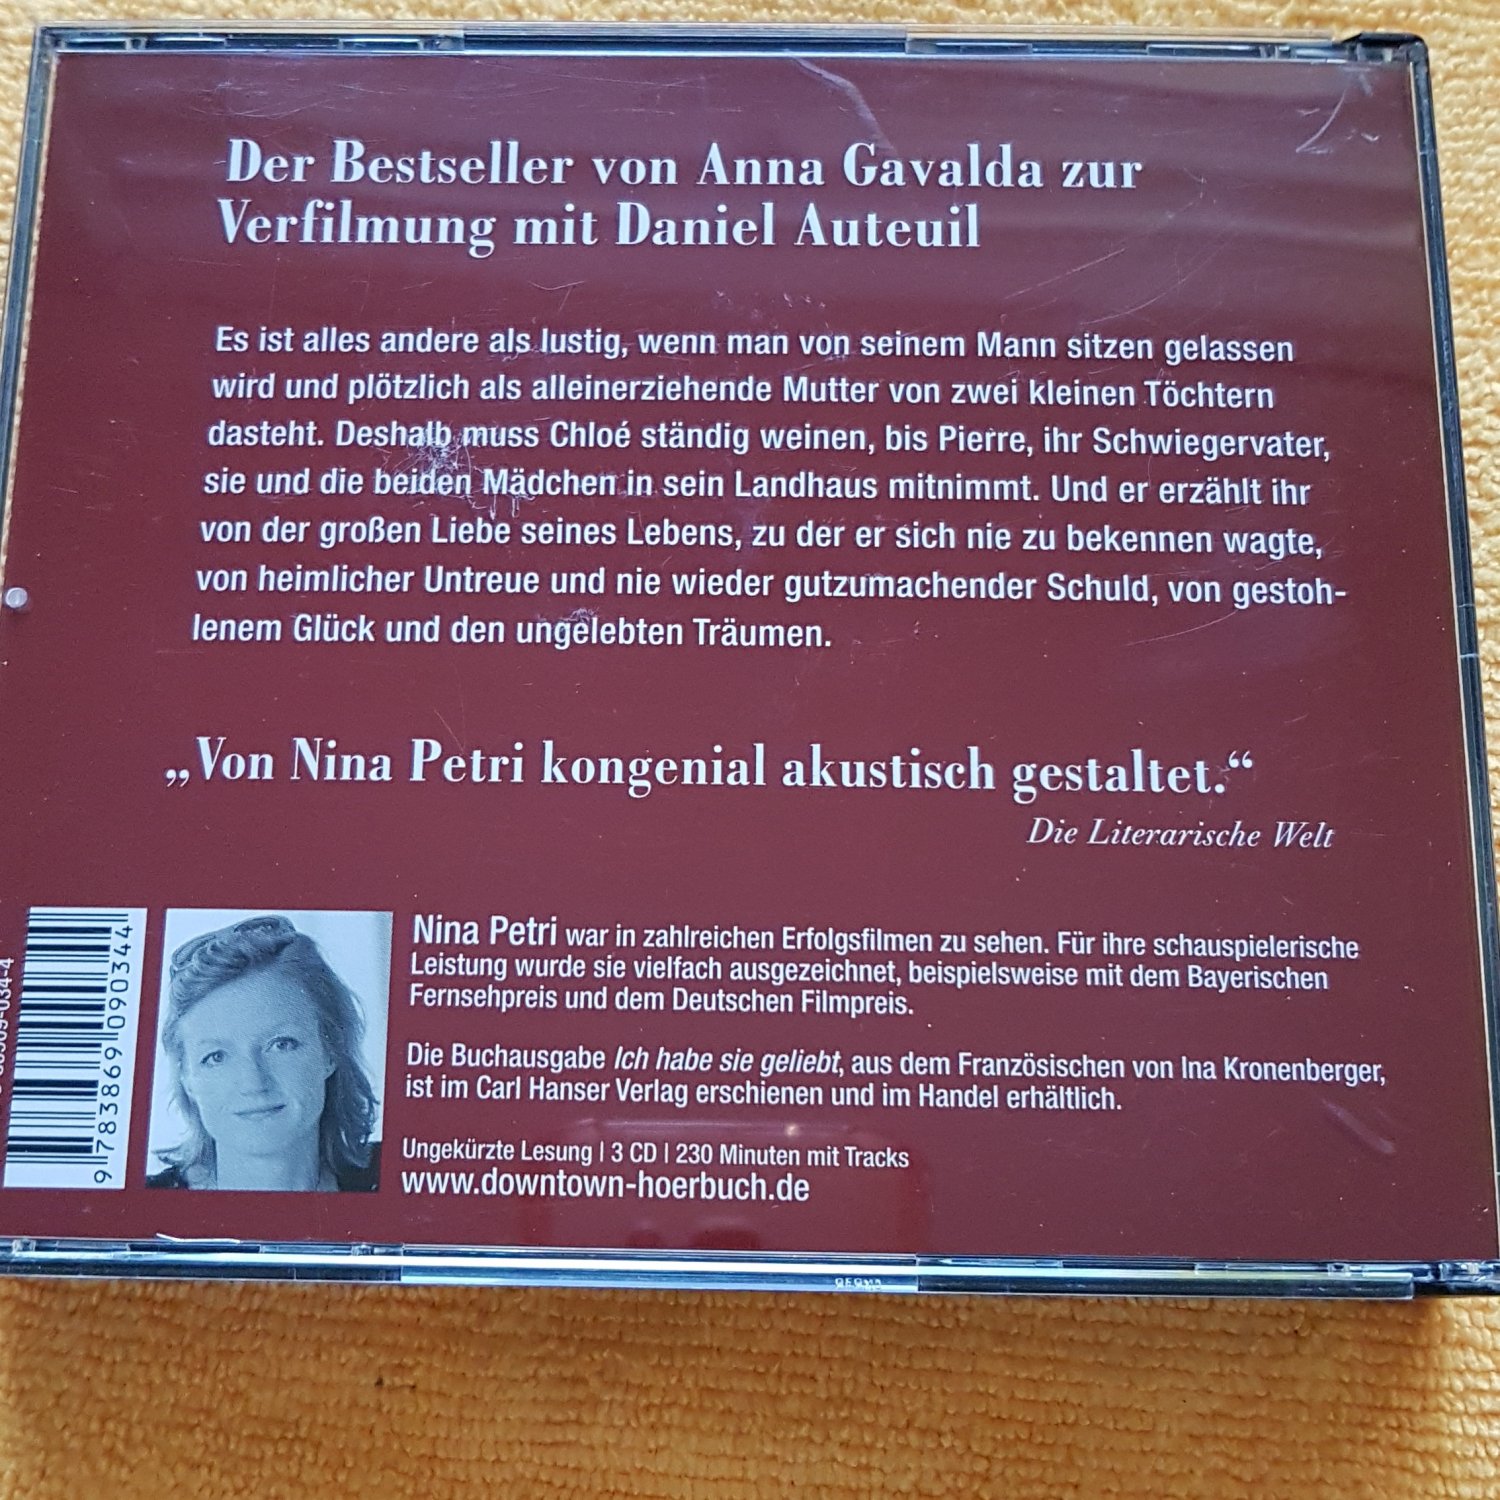 Der Bestseller von Anna Gavalda zur
Verfilmung mit Daniel Auteuil
Es ist alles andere als lustig, wenn man von seinem Mann sitzen gelassen
wird und plötzlich als alleinerziehende Mutter von zwei kleinen Töchtern
dasteht. Deshalb muss Chloé ständig weinen, bis Pierre, ihr Schwiegervater,
sie und die beiden Mädchen in sein Landhaus mitnimmt. Und er erzählt ihr
von der großen Liebe seines Lebens, zu der er sich nie zu bekennen wagte,
von heimlicher Untreue und nie wieder gutzumachender Schuld, von gestoh-
lenem Glück und den ungelebten Träumen.
„Von Nina Petri kongenial akustisch gestaltet.“
Die Literarische Welt
Nina Petri war in zahlreichen Erfolgsfilmen zu sehen. Für ihre schauspielerische
Leistung wurde sie vielfach ausgezeichnet, beispielsweise mit dem Bayerischen
Fernsehpreis und dem Deutschen Filmpreis.
Die Buchausgabe Ich habe sie geliebt, aus dem Französischen von Ina Kronenberger,
ist im Carl Hanser Verlag erschienen und im Handel erhältlich.
Ungekürzte Lesung | 3 CD | 230 Minuten mit Tracks
www.downtown-hoerbuch.de
9 783869 090344